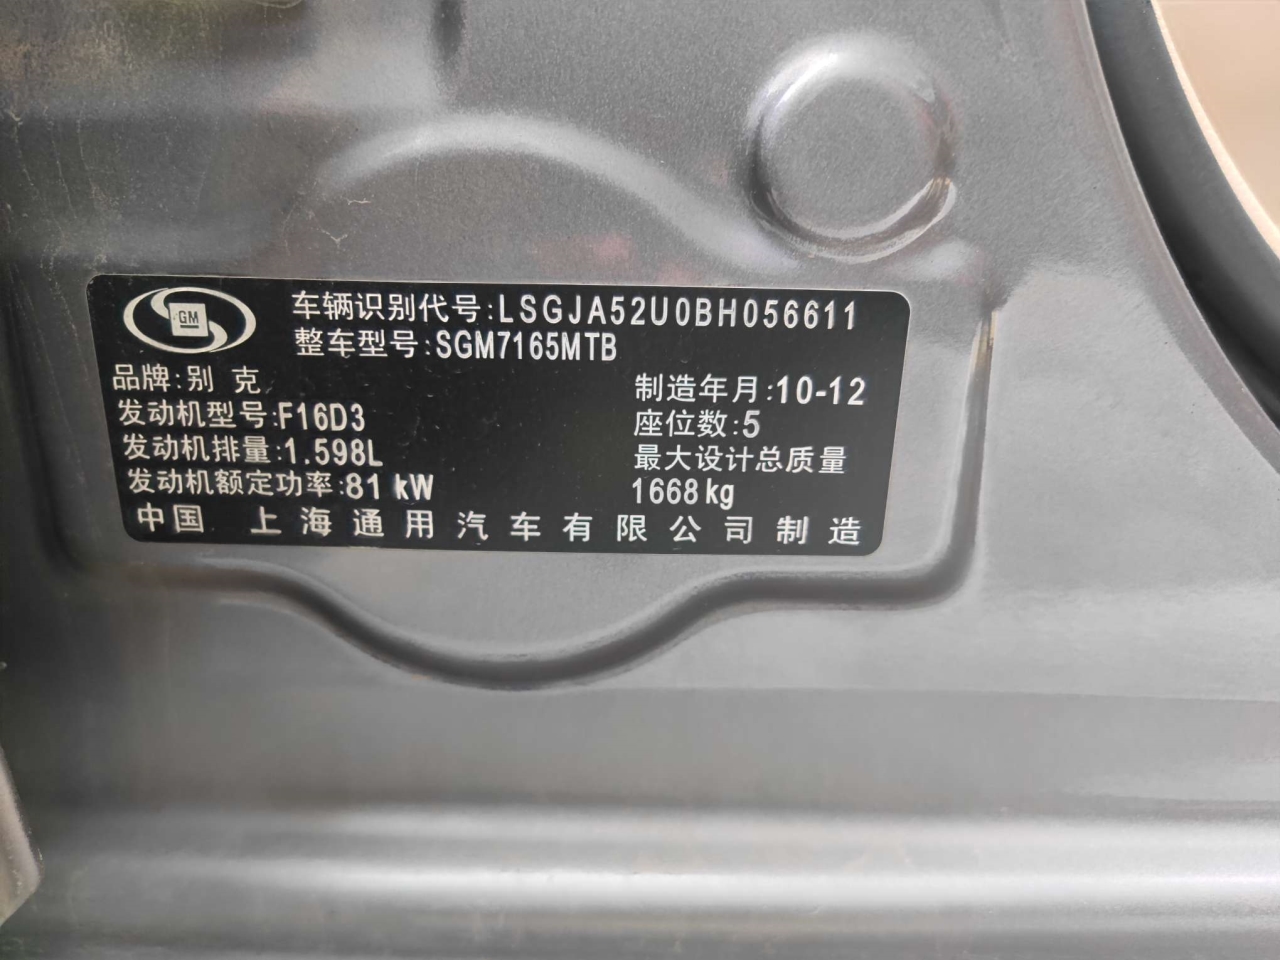 GM
车辆识别代号:LSGJA52U0BH056611
整车型号:SGM7165MTB
品牌:别 克
制造年月:10-12
发动机型号:F16D3
座位数:5
发动机排量:1.598L
最大设计总质量
发动机额定功率:81 kW
1668kg
中国 上海通用汽车有限公司制造